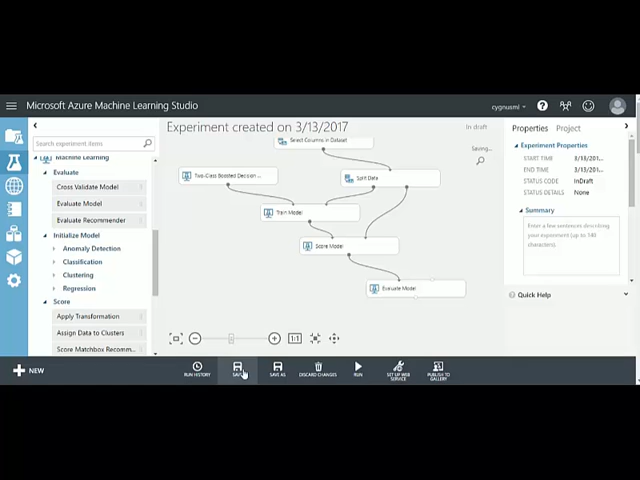 Microsoft Azure Machine Learning Studio
cygnusml
?
Search experiment items
Machine Learning
Evaluate
Cross Validate Model
Evaluate Model
Evaluate Recommender
Initialize Model
Anomaly Detection
Classification
Clustering
Regression
Score
Apply Transformation
Assign Data to Clusters
Score Matchbox Recomm...
Experiment created on 3/13/2017
In draft
Saving...
Select Columns in Dataset
Two-Class Boosted Decision ...
Split Data
Train Model
Score Model
Evaluate Model
1:1
Properties
Project
Experiment Properties
START TIME 3/13/201...
END TIME 3/13/201...
STATUS CODE InDraft
STATUS DETAILS None
Summary
Enter a few sentences describing
your experiment (up to 140
characters).
Quick Help
NEW
RUN HISTORY
SAVE
SAVE AS
DISCARD CHANGES
RUN
SET UP WEB
SERVICE
PUBLISH TO
GALLERY